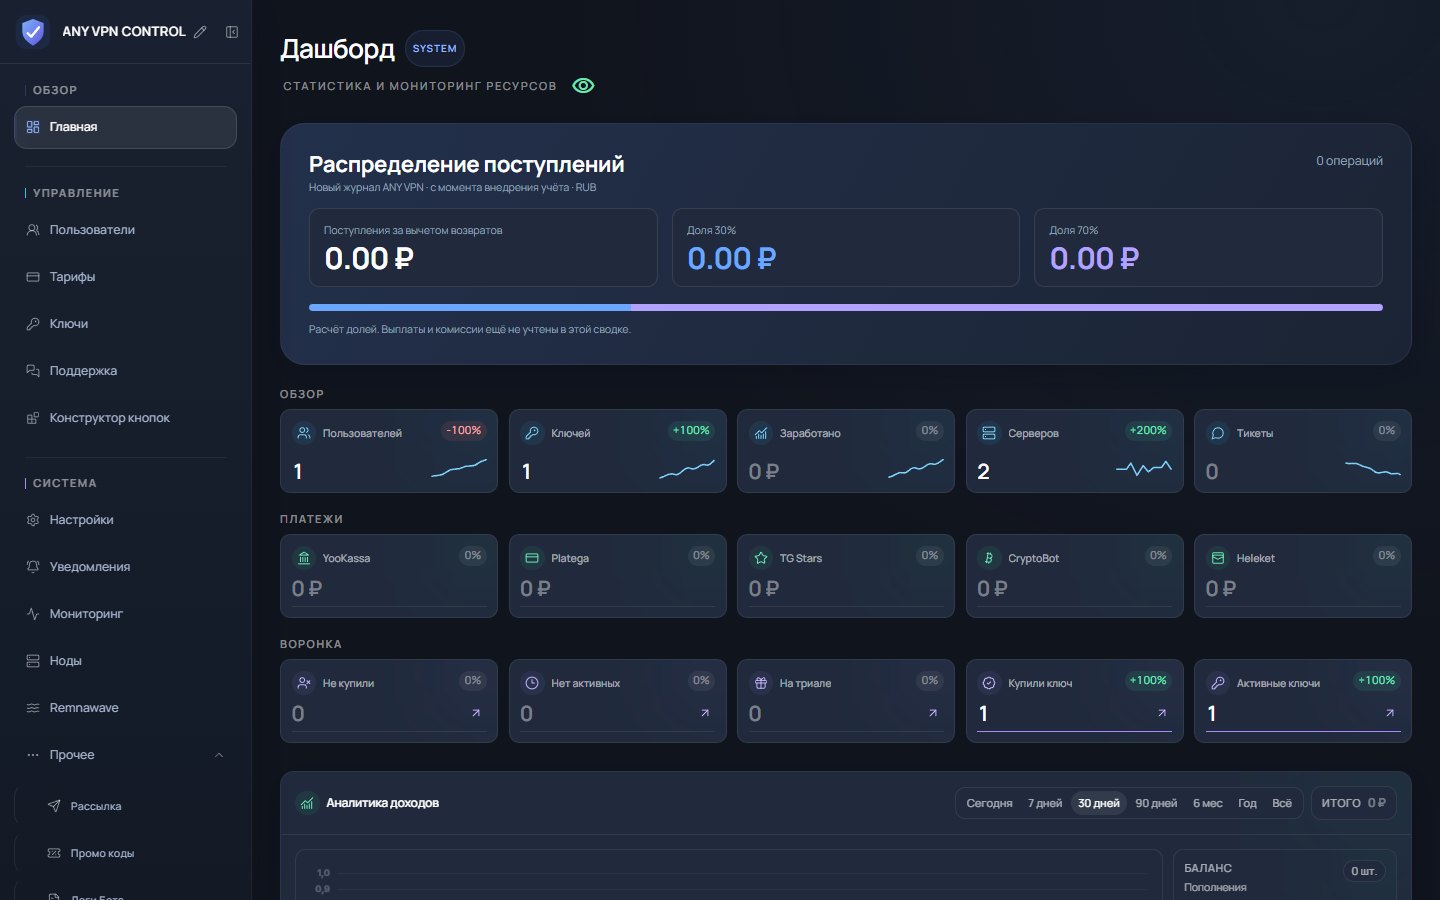 ANY VPN CONTROL
ОБЗОР
Главная
УПРАВЛЕНИЕ
Пользователи
Тарифы
Ключи
Поддержка
Конструктор кнопок
СИСТЕМА
Настройки
Уведомления
Мониторинг
Ноды
Remnawave
Прочее
Рассылка
Промо коды
Логи Бота
Дашборд SYSTEM
СТАТИСТИКА И МОНИТОРИНГ РЕСУРСОВ
Распределение поступлений
0 операций
Новый журнал ANY VPN · с момента внедрения учёта · RUB
Поступления за вычетом возвратов
0.00 ₽
Доля 30%
0.00 ₽
Доля 70%
0.00 ₽
Расчёт долей. Выплаты и комиссии ещё не учтены в этой сводке.
ОБЗОР
Пользователей -100%
1
Ключей +100%
1
Заработано 0%
0 ₽
Серверов +200%
2
Тикеты 0%
0
ПЛАТЕЖИ
YooKassa 0%
0 ₽
Platega 0%
0 ₽
TG Stars 0%
0 ₽
CryptoBot 0%
0 ₽
Heleket 0%
0 ₽
ВОРОНКА
Не купили 0%
0
Нет активных 0%
0
На триале 0%
0
Купили ключ +100%
1
Активные ключи +100%
1
Аналитика доходов
Сегодня 7 дней 30 дней 90 дней 6 мес Год Всё
ИТОГО 0 ₽
1,0
0,9
БАЛАНС
0 шт.
Пополнения